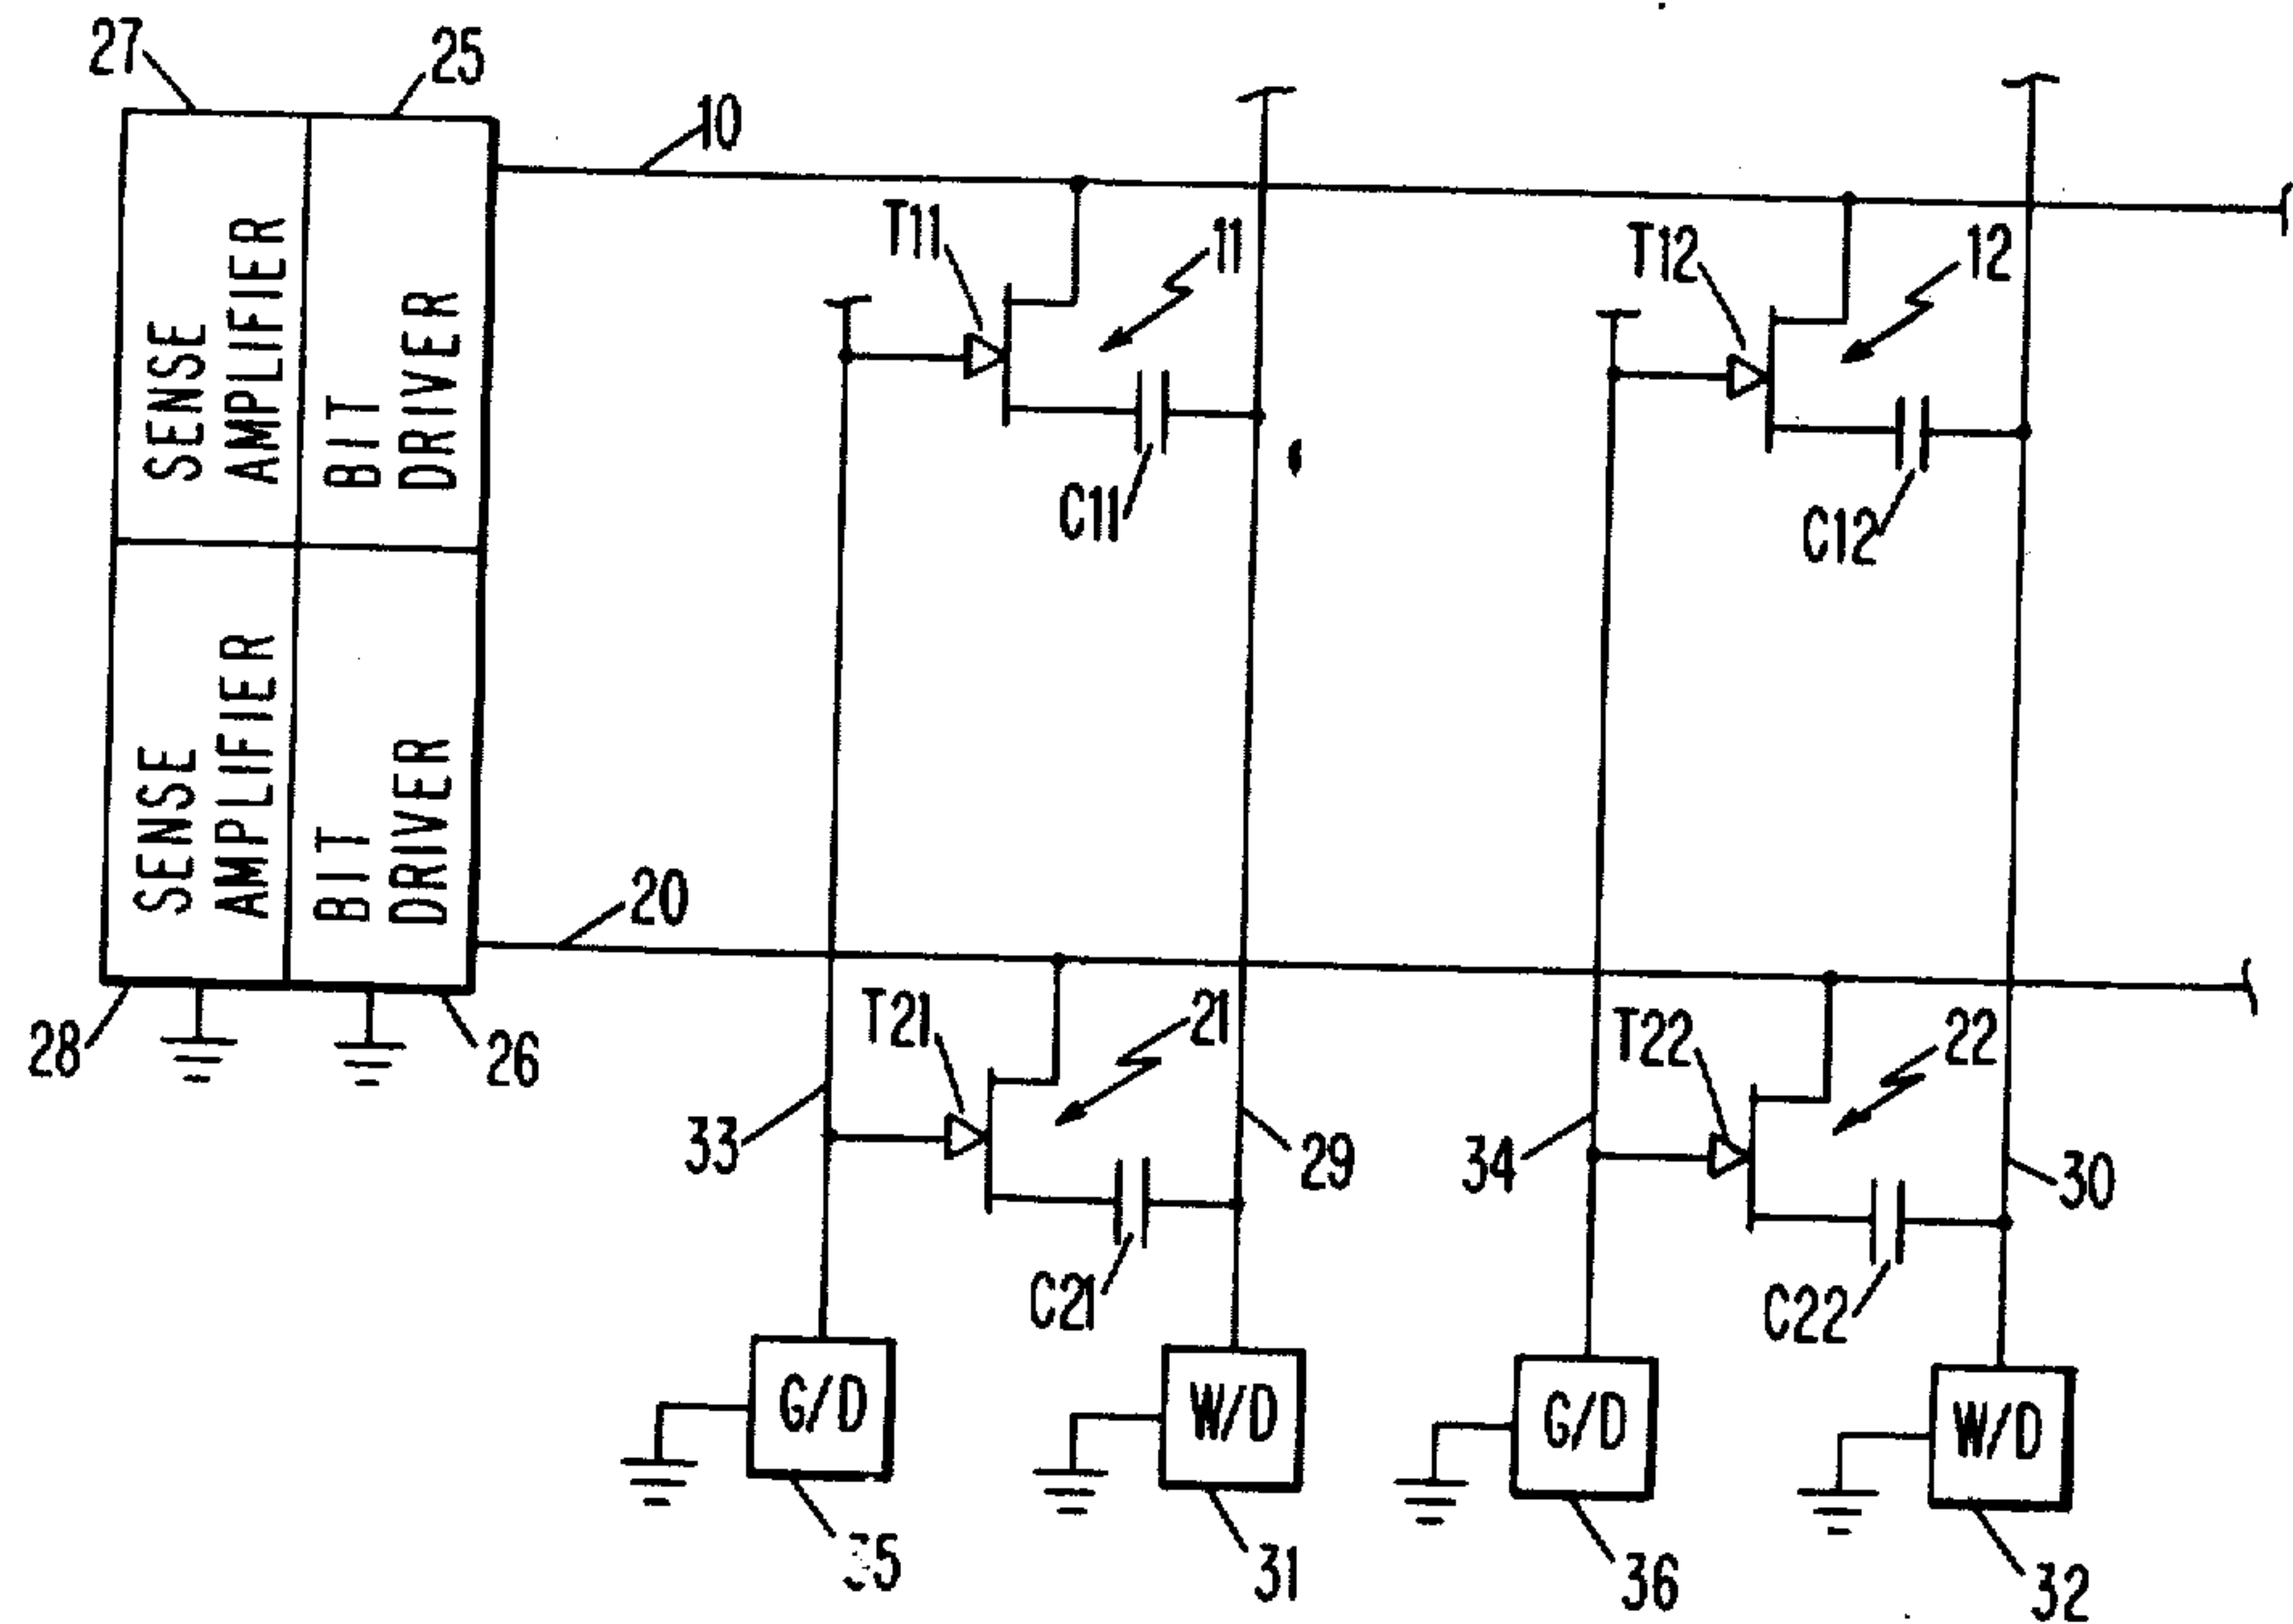 27
25
10
T11
11
T12
12
SENSE
AMPLIFIER
BIT
DRIVER
C11
C12
SENSE
AMPLIFIER
BIT
DRIVER
20
28
26
T21
21
T22
22
33
29
34
30
C21
C22
G/D
W/D
G/D
W/D
35
31
36
32